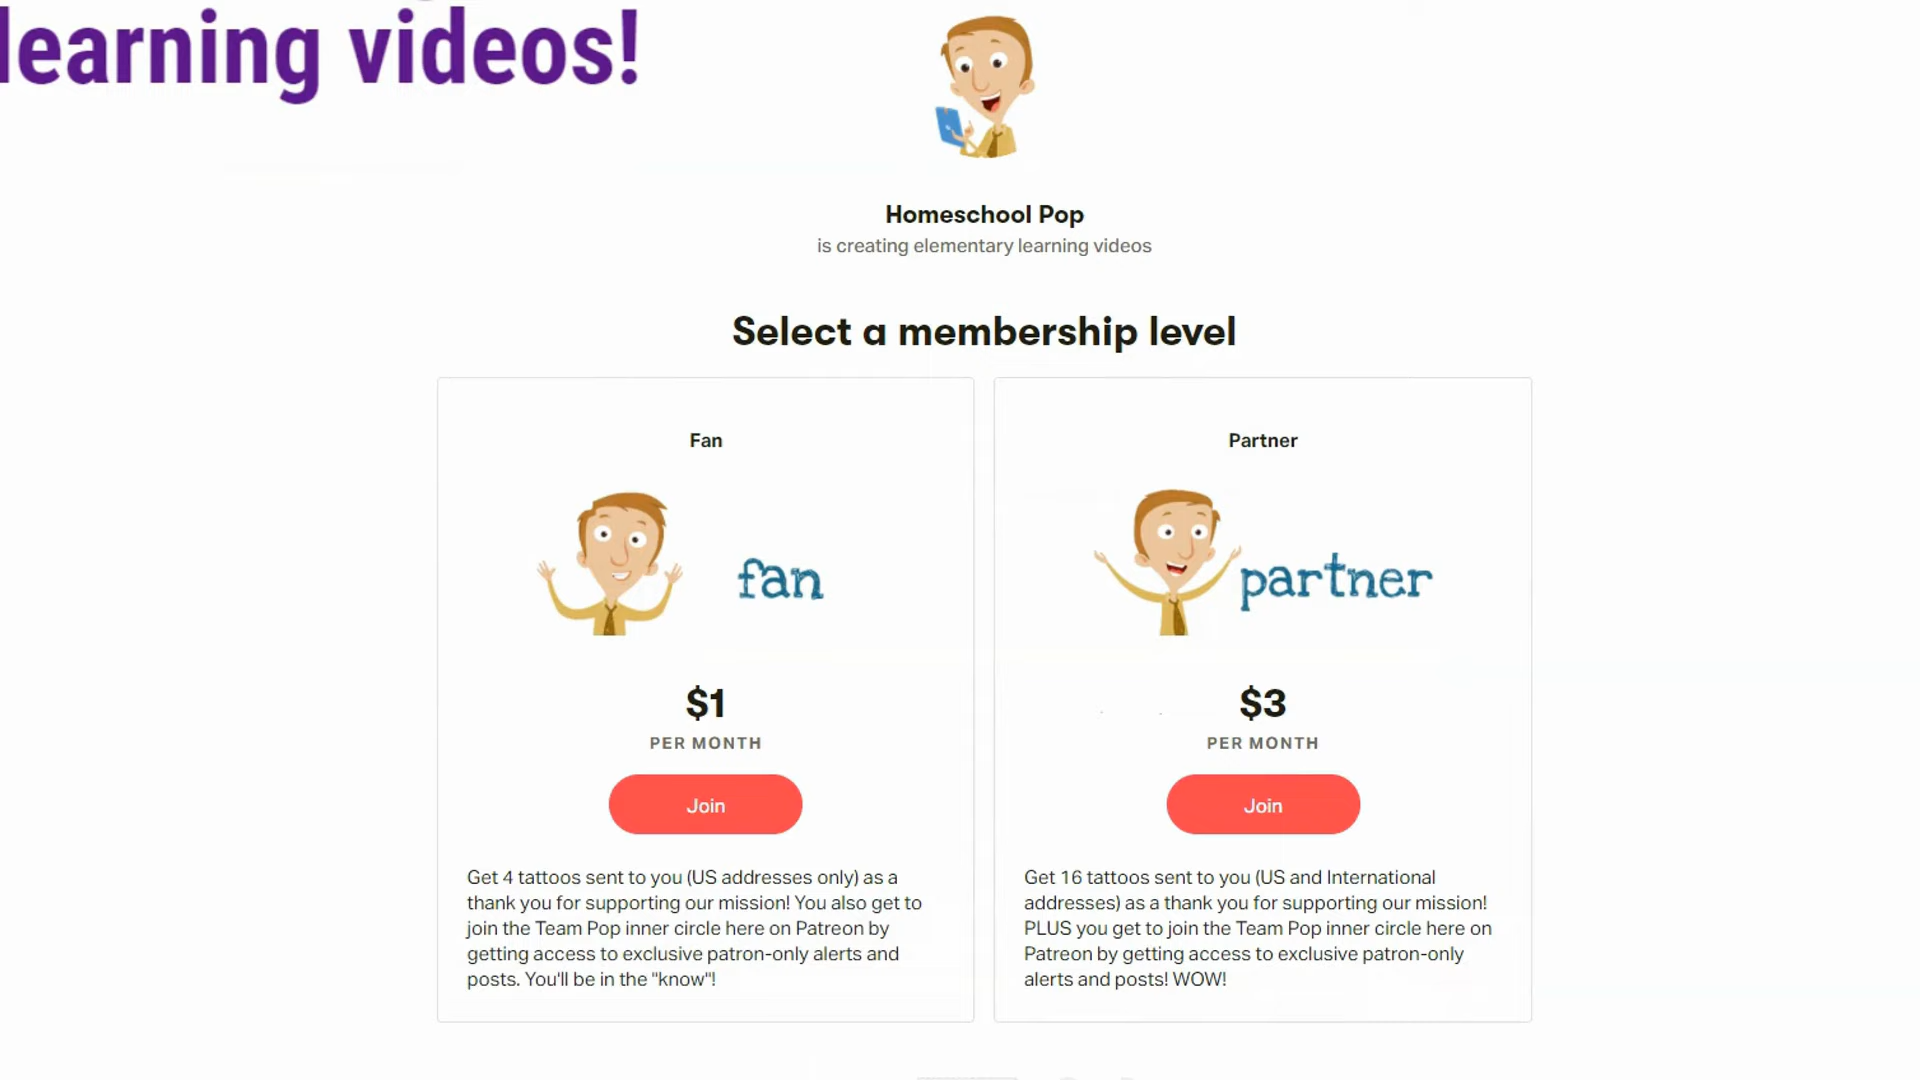 learning videos!
Homeschool Pop
is creating elementary learning videos
Select a membership level
Fan
fan
$1
PER MONTH
Join
Get 4 tattoos sent to you (US addresses only) as a
thank you for supporting our mission! You also get to
join the Team Pop inner circle here on Patreon by
getting access to exclusive patron-only alerts and
posts. You'll be in the "know"!
Partner
partner
$3
PER MONTH
Join
Get 16 tattoos sent to you (US and International
addresses) as a thank you for supporting our mission!
PLUS you get to join the Team Pop inner circle here on
Patreon by getting access to exclusive patron-only
alerts and posts! WOW!